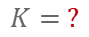 K = ?